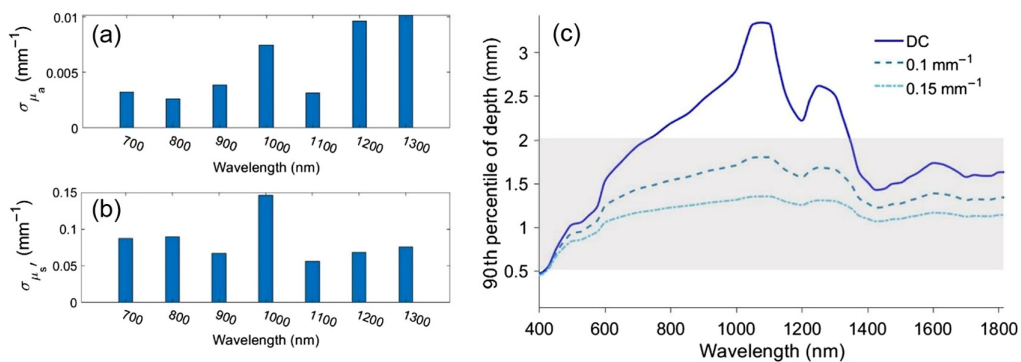 (a)
σμa (mm−1)
0.01
0.005
0
700 800 900 1000 1100 1200 1300
Wavelength (nm)
(b)
σμs′ (mm−1)
0.15
0.1
0.05
0
700 800 900 1000 1100 1200 1300
Wavelength (nm)
(c)
90th percentile of depth (mm)
3
2.5
2
1.5
1
0.5
DC
0.1 mm−1
0.15 mm−1
400 600 800 1000 1200 1400 1600 1800
Wavelength (nm)